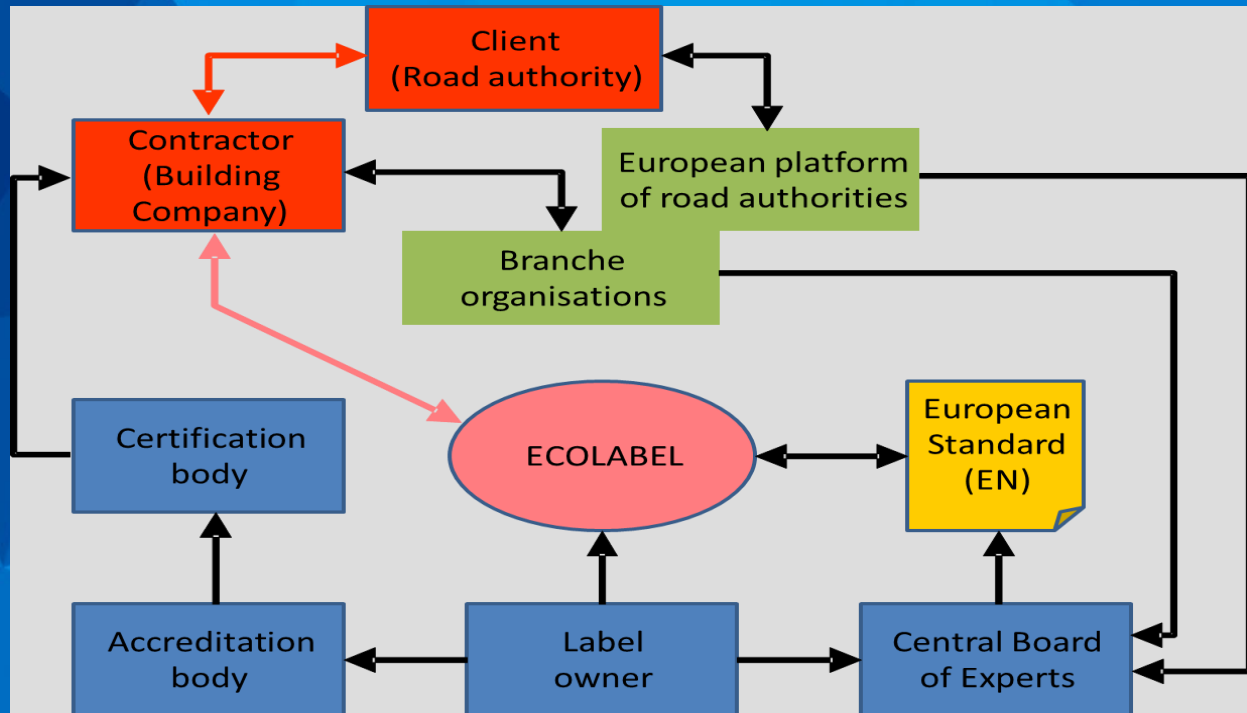 Client
(Road authority)
Contractor
(Building
Company)
European platform
of road authorities
Branche
organisations
Certification
body
ECOLABEL
European
Standard
(EN)
Accreditation
body
Label
owner
Central Board
of Experts